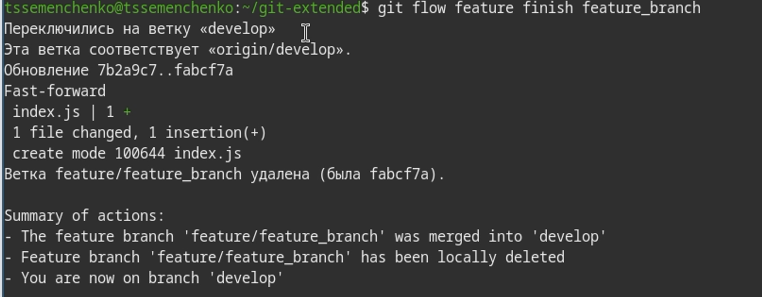 tssemenchenko@tssemenchenko:~/git-extended$ git flow feature finish feature_branch
Переключились на ветку «develop»
Эта ветка соответствует «origin/develop».
Обновление 7b2a9c7..fabcf7a
Fast-forward
 index.js | 1 +
 1 file changed, 1 insertion(+)
 create mode 100644 index.js
Ветка feature/feature_branch удалена (была fabcf7a).

Summary of actions:
- The feature branch 'feature/feature_branch' was merged into 'develop'
- Feature branch 'feature/feature_branch' has been locally deleted
- You are now on branch 'develop'